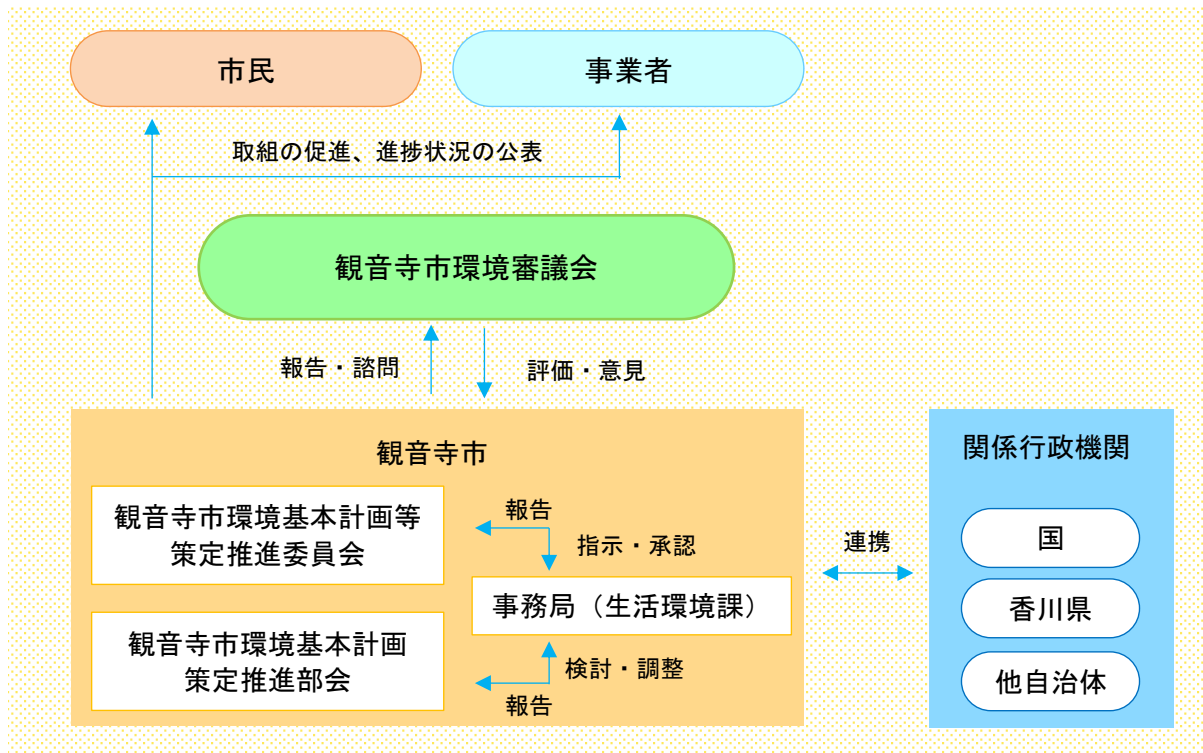 市民
事業者
取組の促進、進捗状況の公表
観音寺市環境審議会
報告・諮問
評価・意見
観音寺市
観音寺市環境基本計画等
策定推進委員会
報告
指示・承認
事務局（生活環境課）
観音寺市環境基本計画
策定推進部会
検討・調整
報告
連携
関係行政機関
国
香川県
他自治体